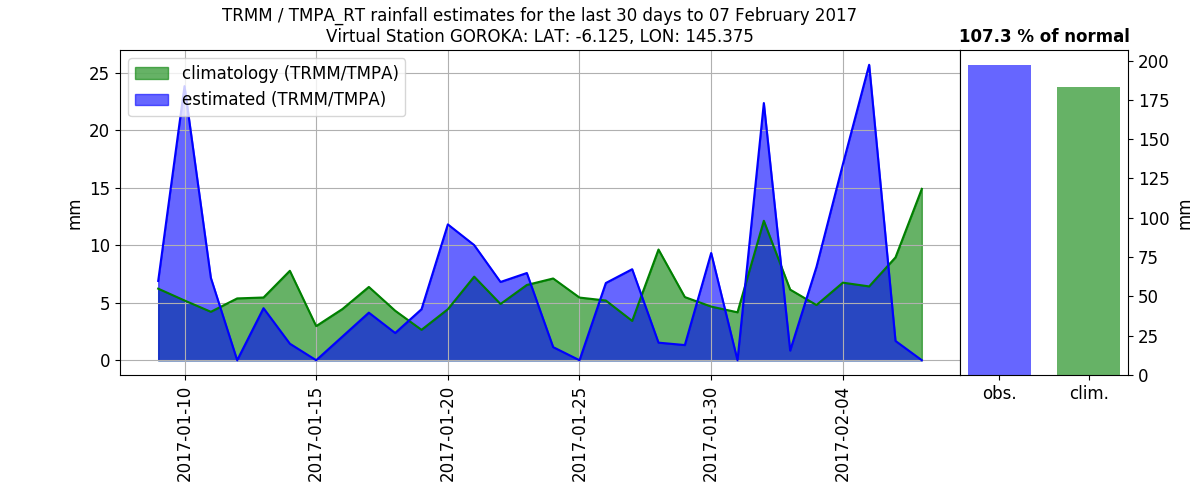 TRMM / TMPA_RT rainfall estimates for the last 30 days to 07 February 2017
Virtual Station GOROKA: LAT: -6.125, LON: 145.375
107.3 % of normal
climatology (TRMM/TMPA)
estimated (TRMM/TMPA)
mm
25
20
15
10
5
0
2017-01-10
2017-01-15
2017-01-20
2017-01-25
2017-01-30
2017-02-04
200
175
150
125
100
75
50
25
0
mm
obs.
clim.